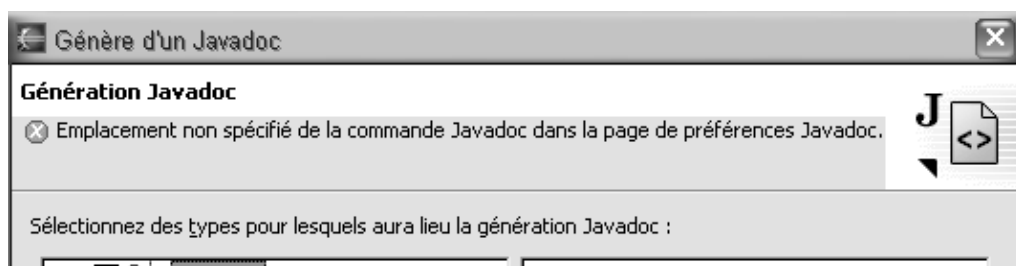 Génère d'un Javadoc
Génération Javadoc
Emplacement non spécifié de la commande Javadoc dans la page de préférences Javadoc.
J
<>
Sélectionnez des types pour lesquels aura lieu la génération Javadoc :